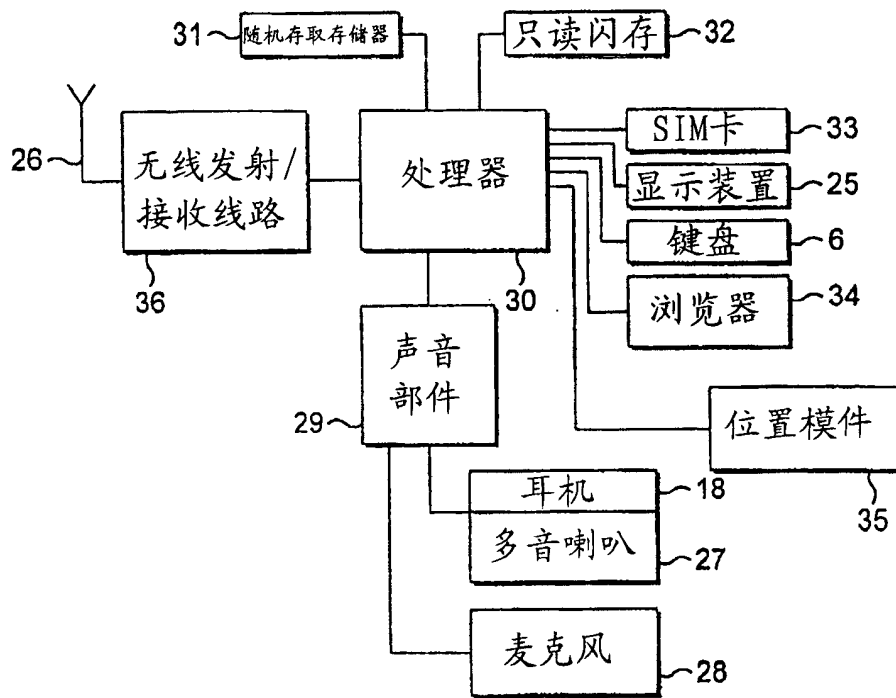 31
随机存取存储器
只读闪存
32
26
无线发射/
接收线路
36
处理器
30
SIM卡
33
显示装置
25
键盘
6
浏览器
34
声音
部件
29
位置模件
35
耳机
18
多音喇叭
27
麦克风
28